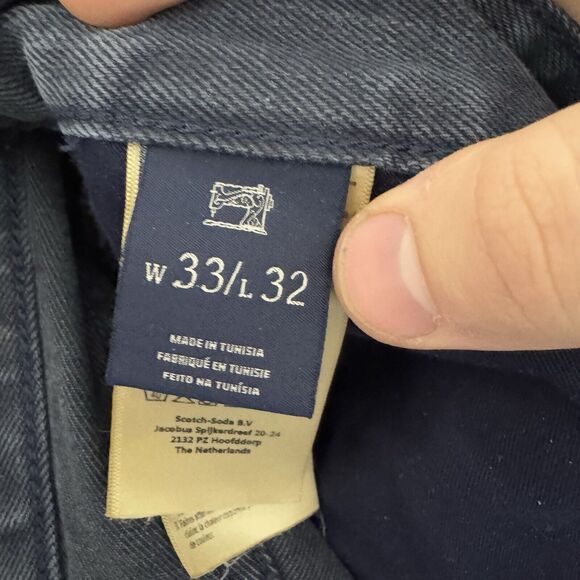 W 33/L 32
MADE IN TUNISIA
FABRIQUÉ EN TUNISIE
FEITO NA TUNÍSIA
Scotch-Soda B.V
Jacobus Spijkerdreef 20-24
2132 PZ Hoofddorp
The Netherlands